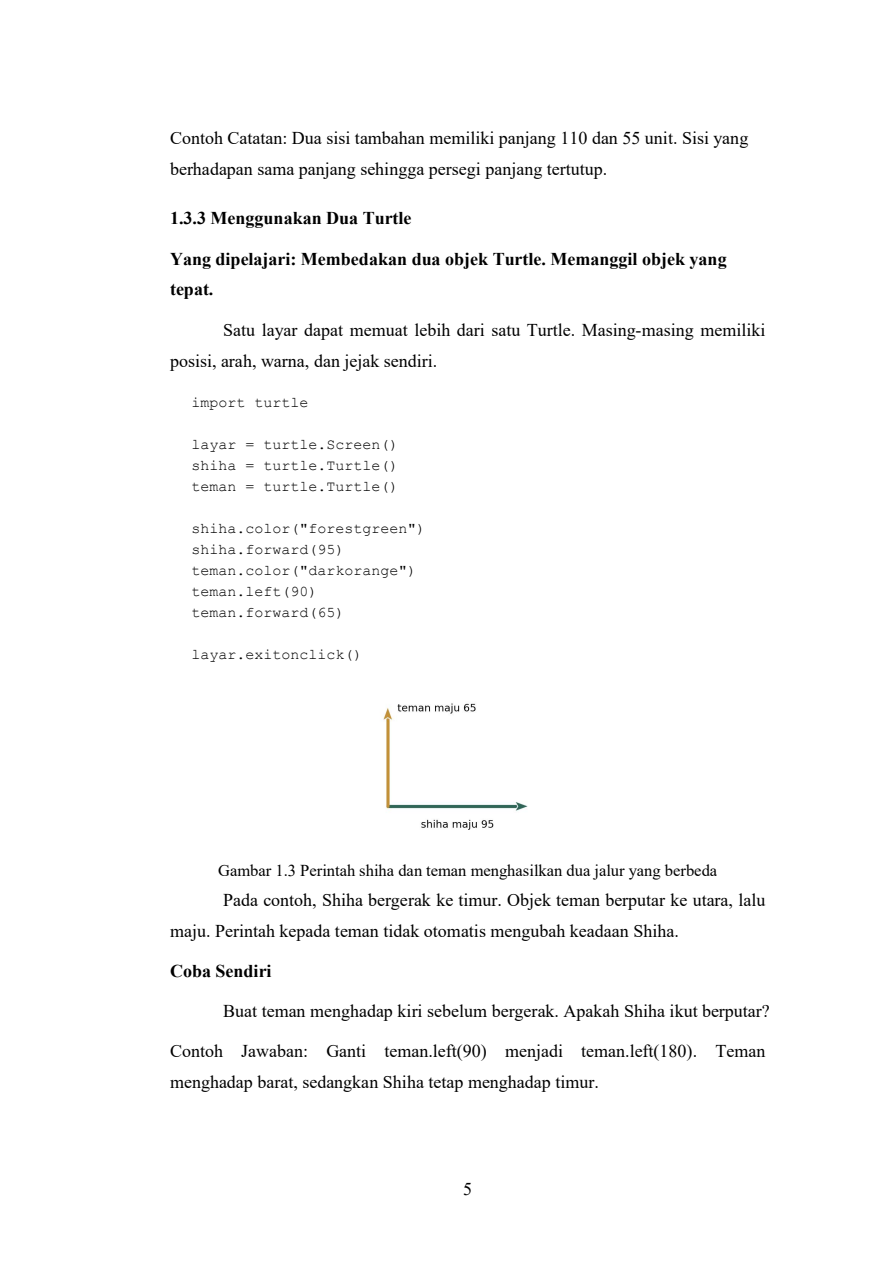 Contoh Catatan: Dua sisi tambahan memiliki panjang 110 dan 55 unit. Sisi yang
berhadapan sama panjang sehingga persegi panjang tertutup.
1.3.3 Menggunakan Dua Turtle
Yang dipelajari: Membedakan dua objek Turtle. Memanggil objek yang
tepat.
Satu layar dapat memuat lebih dari satu Turtle. Masing-masing memiliki
posisi, arah, warna, dan jejak sendiri.
import turtle
layar = turtle.Screen()
shiha = turtle.Turtle()
teman = turtle.Turtle()
shiha.color("forestgreen")
shiha.forward(95)
teman.color("darkorange")
teman.left(90)
teman.forward(65)
layar.exitonclick()
teman maju 65
shiha maju 95
Gambar 1.3 Perintah shiha dan teman menghasilkan dua jalur yang berbeda
Pada contoh, Shiha bergerak ke timur. Objek teman berputar ke utara, lalu
maju. Perintah kepada teman tidak otomatis mengubah keadaan Shiha.
Coba Sendiri
Buat teman menghadap kiri sebelum bergerak. Apakah Shiha ikut berputar?
Contoh Jawaban: Ganti teman.left(90) menjadi teman.left(180). Teman
menghadap barat, sedangkan Shiha tetap menghadap timur.
5